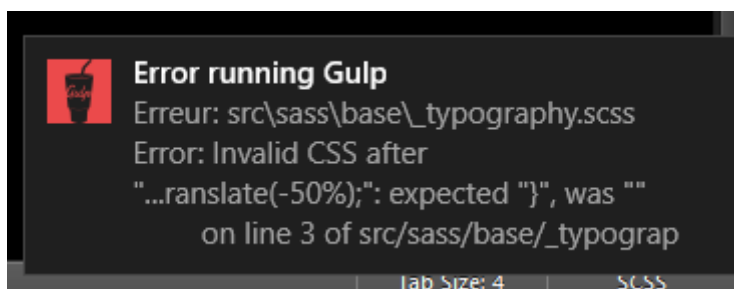 Gulp
Error running Gulp
Erreur: src\sass\base\_typography.scss
Error: Invalid CSS after
"...ranslate(-50%);": expected "}", was ""
on line 3 of src/sass/base/_typograp
Tab Size: 4 SCSS